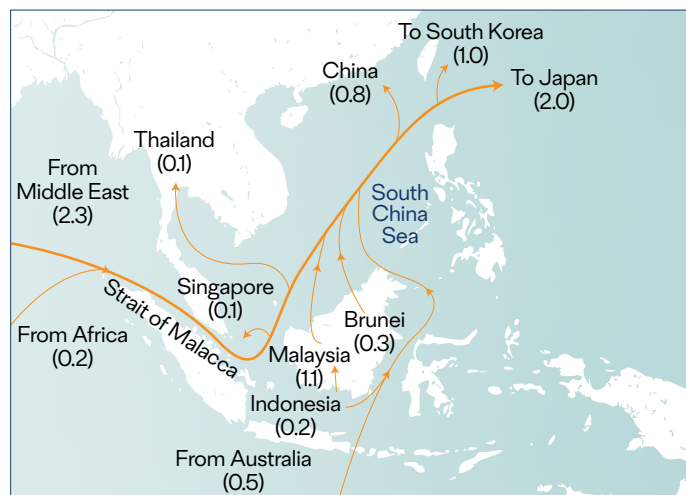 To South Korea
(1.0)
China
(0.8)
To Japan
(2.0)
Thailand
(0.1)
From
Middle East
(2.3)
South
China
Sea
Singapore
(0.1)
Strait of Malacca
From Africa
(0.2)
Brunei
(0.3)
Malaysia
(1.1)
Indonesia
(0.2)
From Australia
(0.5)